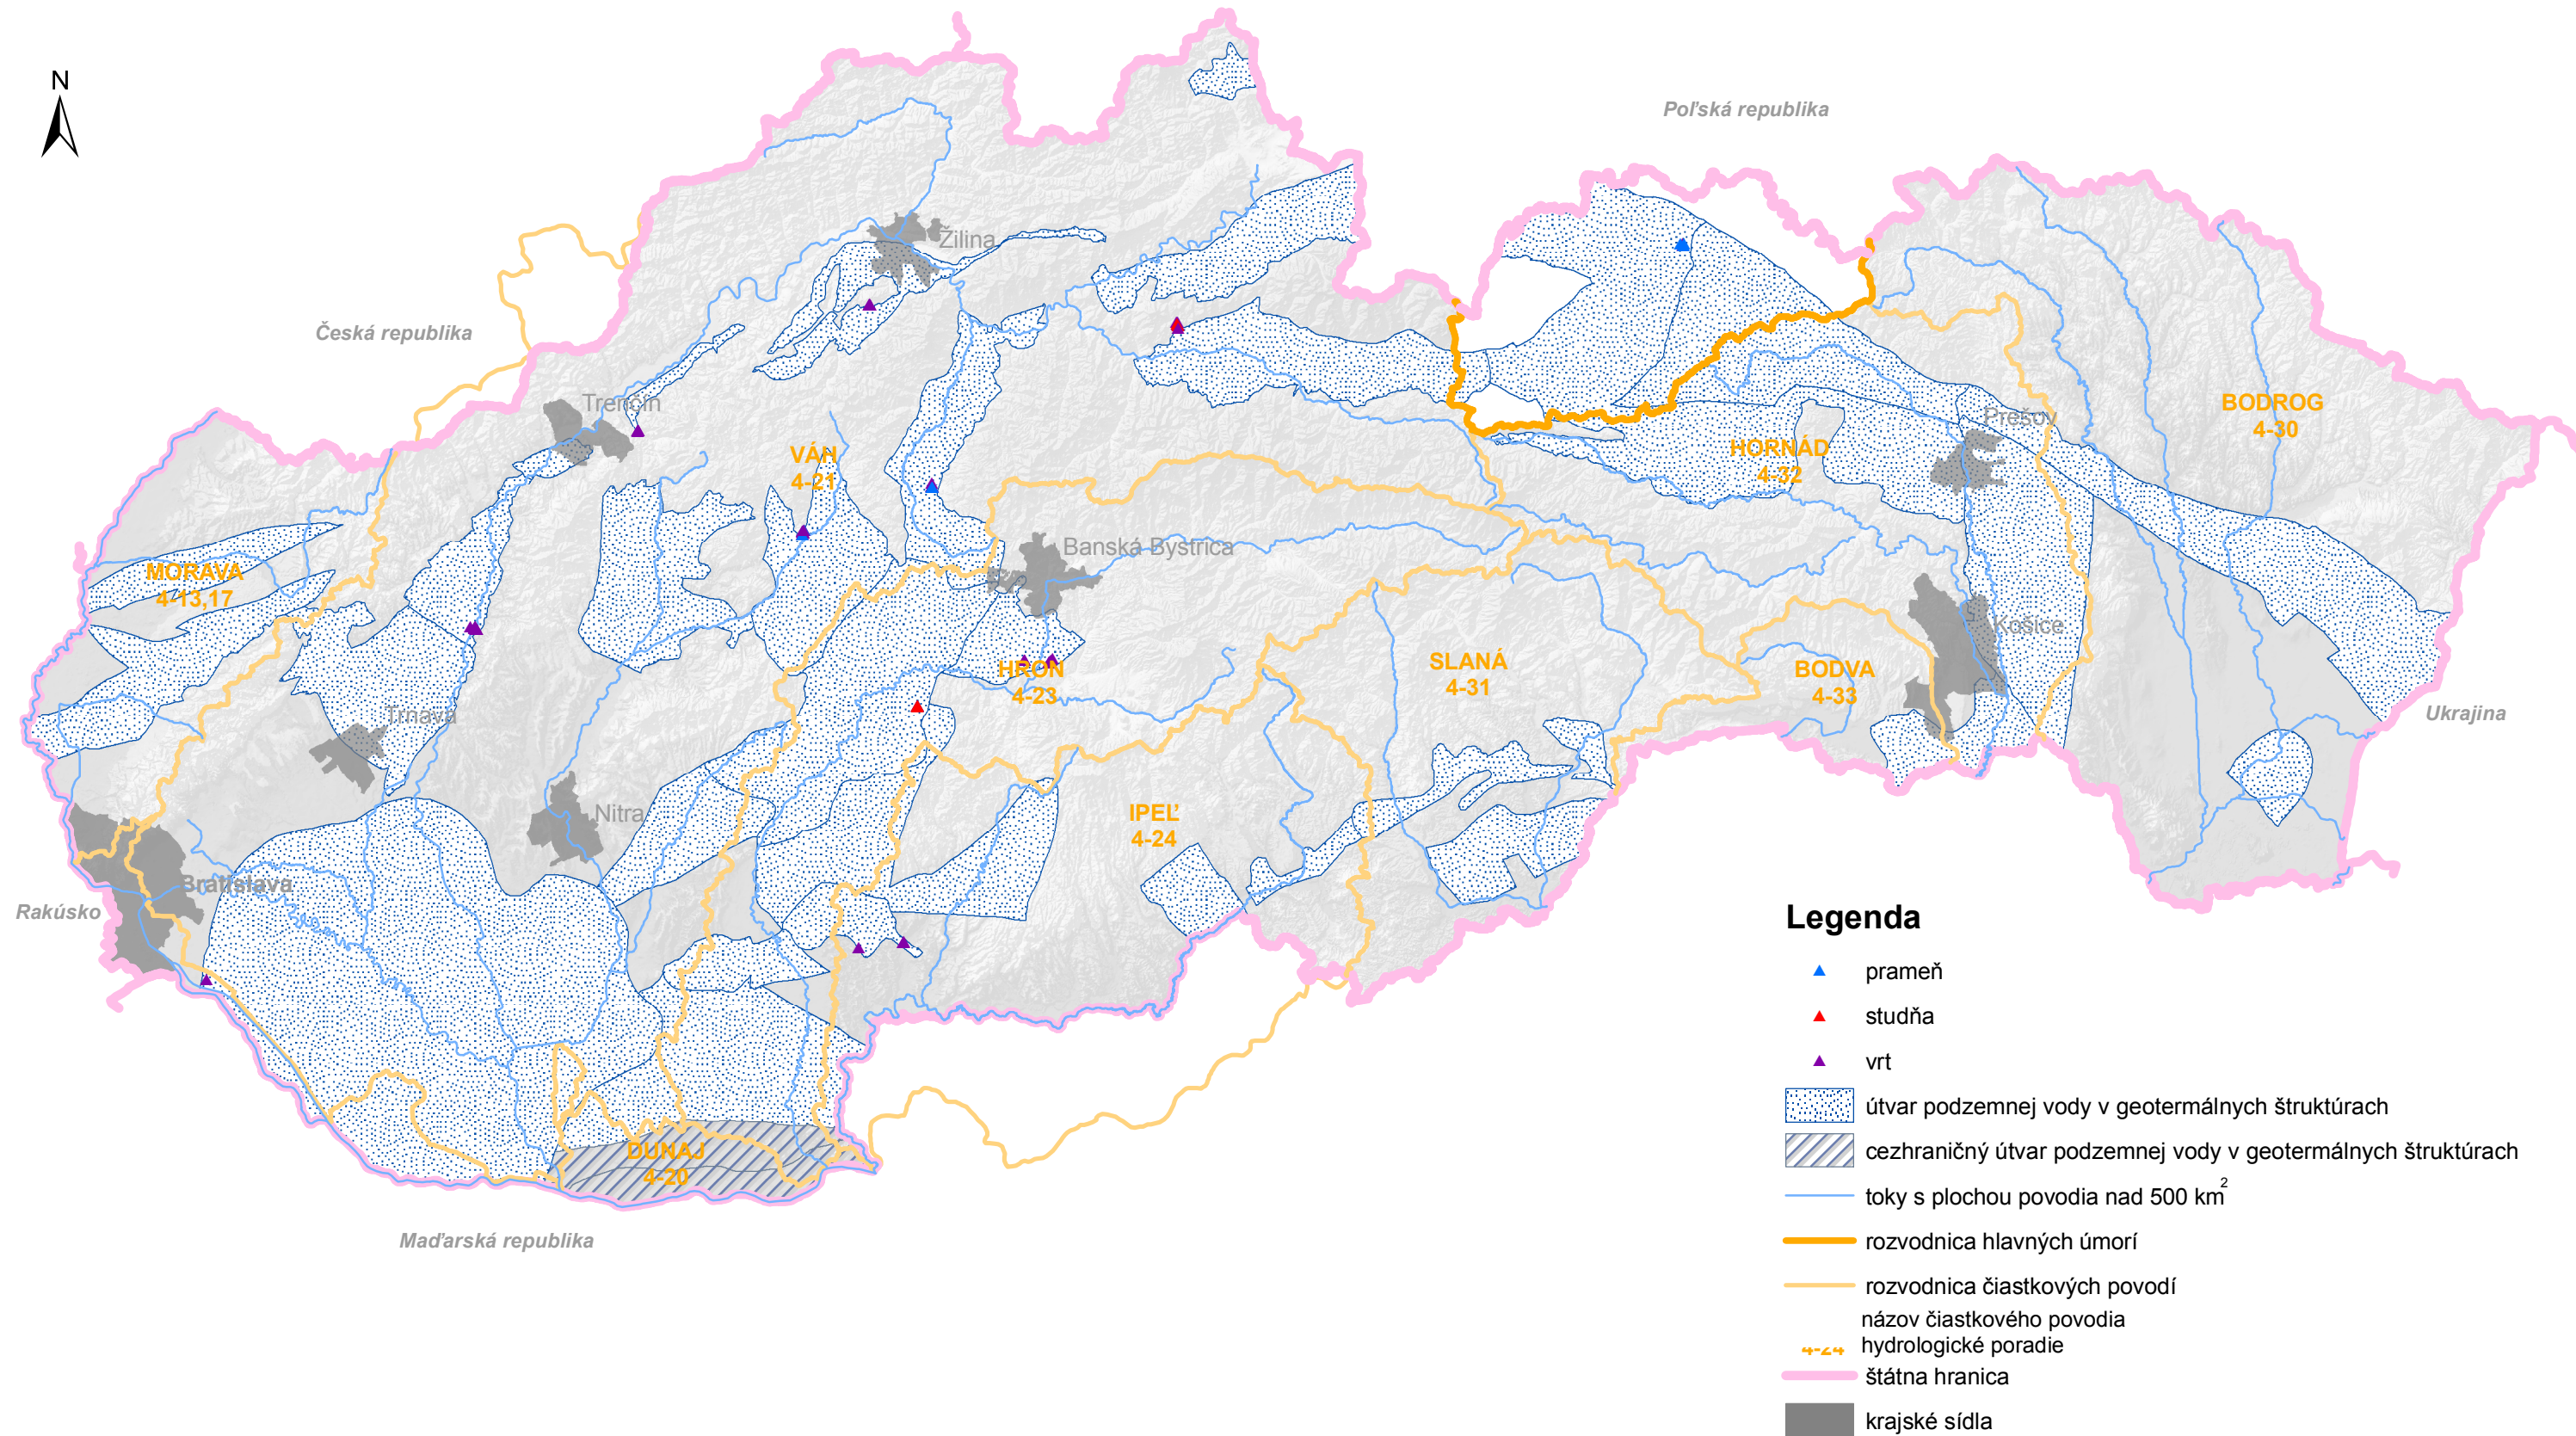 N
Poľská republika
Žilina
Česká republika
Trenčín
Prešov
BODROG
4-30
VÁH
4-21
HORNÁD
4-32
Banská Bystrica
MORAVA
4-13,17
Košice
HRON
4-23
SLANÁ
4-31
BODVA
4-33
Trnava
Ukrajina
Nitra
IPEĽ
4-24
Bratislava
Rakúsko
DUNAJ
4-20
Maďarská republika
Legenda
prameň
studňa
vrt
útvar podzemnej vody v geotermálnych štruktúrach
cezhraničný útvar podzemnej vody v geotermálnych štruktúrach
toky s plochou povodia nad 500 km²
rozvodnica hlavných úmorí
rozvodnica čiastkových povodí
názov čiastkového povodia
4-24 hydrologické poradie
štátna hranica
krajské sídla